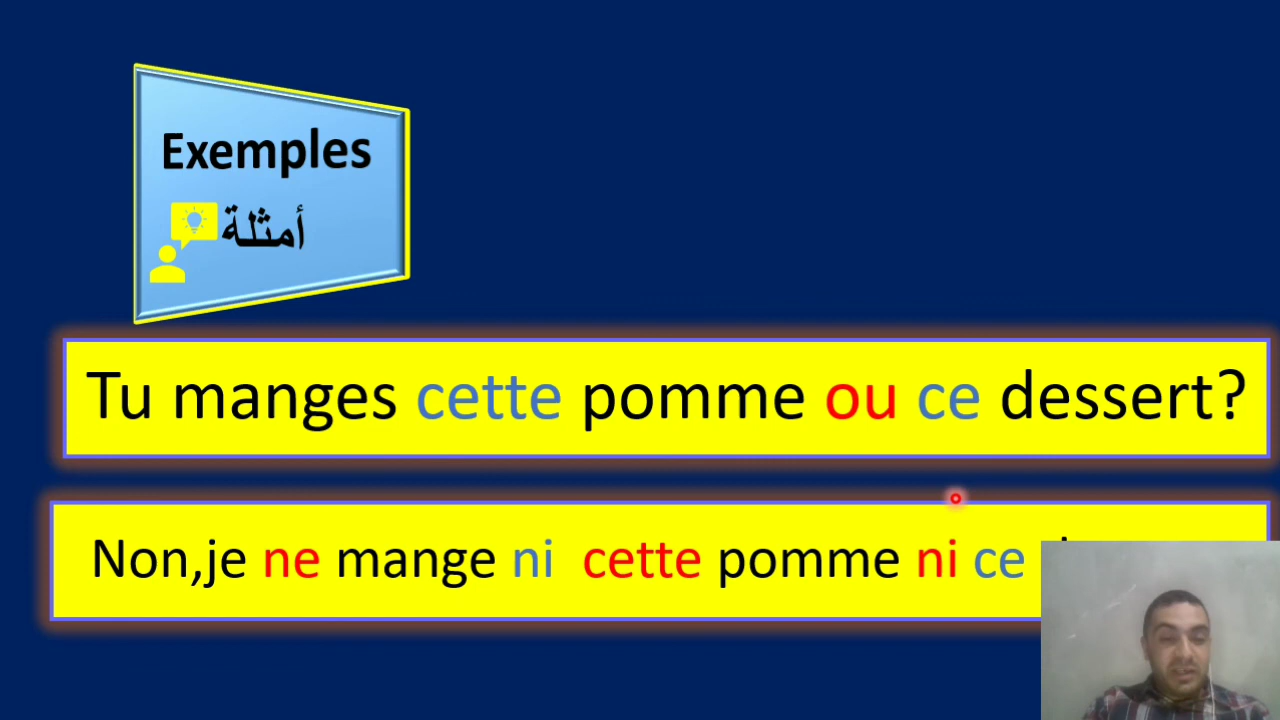 Exemples
أمثلة
Tu manges cette pomme ou ce dessert?
Non,je ne mange ni cette pomme ni ce